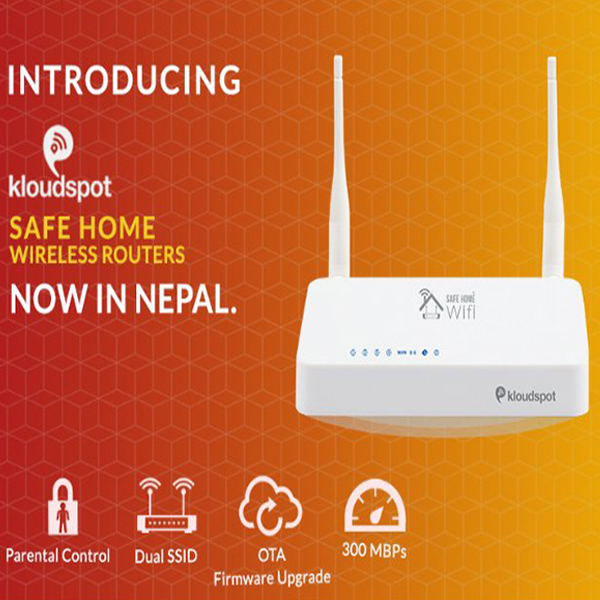 INTRODUCING
kloudspot
SAFE HOME
WIRELESS ROUTERS
NOW IN NEPAL.
SAFE HOME
Wifi
kloudspot
Parental Control
Dual SSID
OTA
Firmware Upgrade
300 MBPs